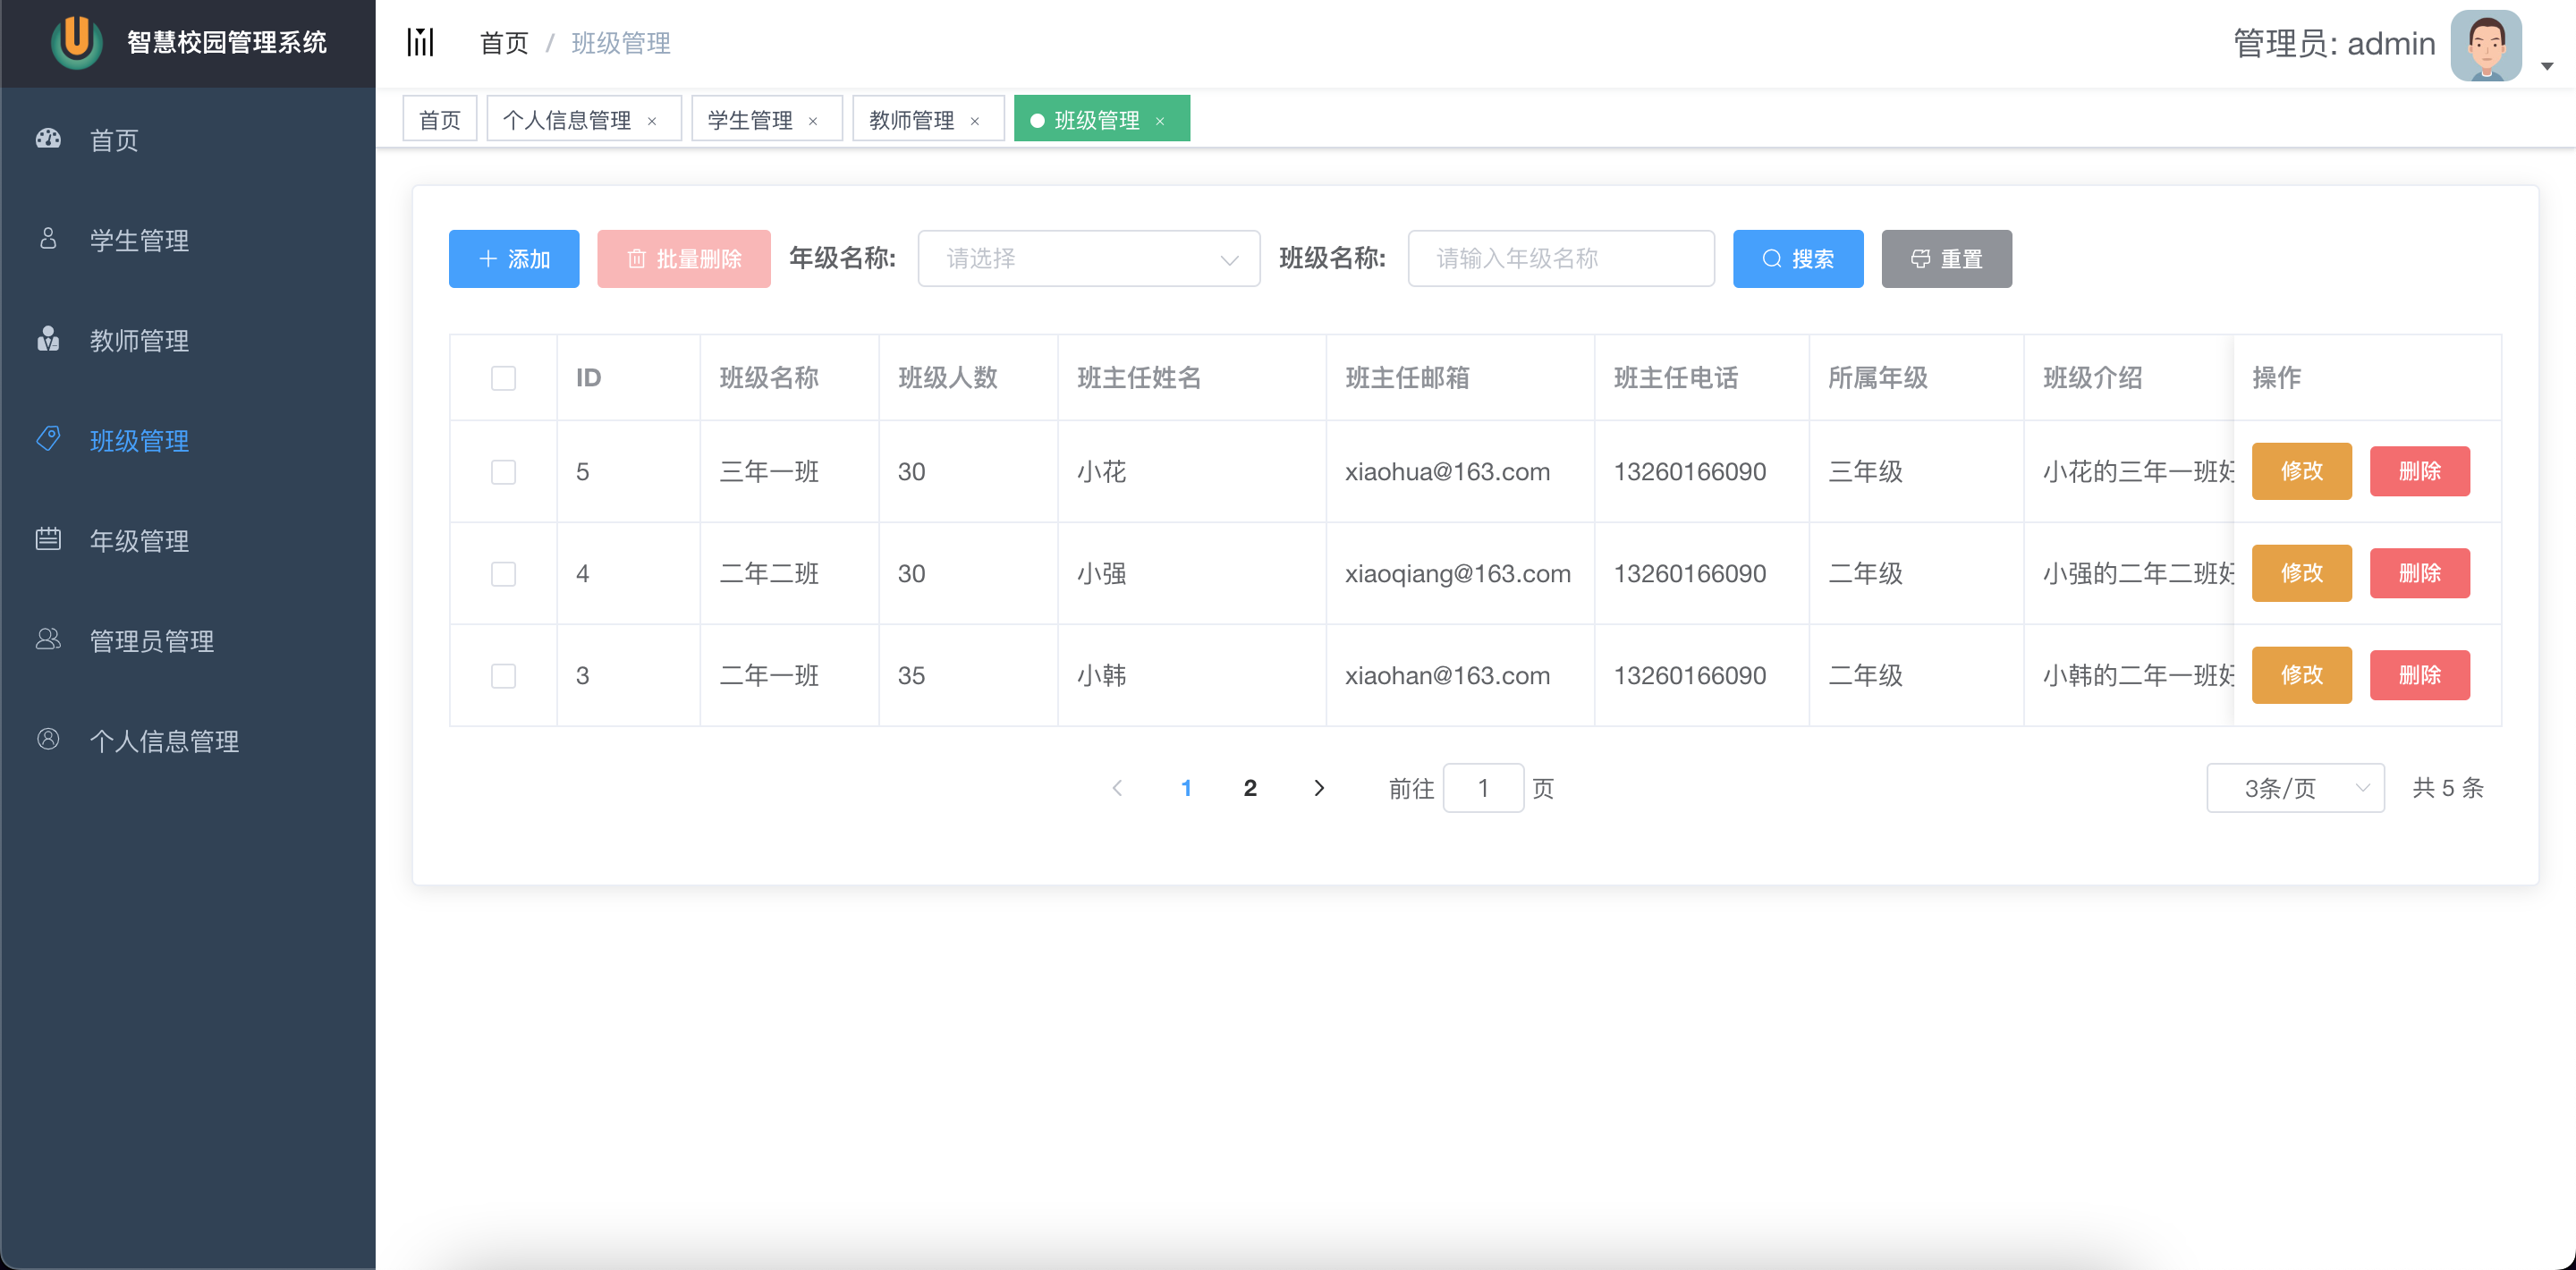 智慧校园管理系统
首页 / 班级管理
管理员: admin
首页
个人信息管理 ×
学生管理 ×
教师管理 ×
班级管理 ×
首页
学生管理
教师管理
班级管理
年级管理
管理员管理
个人信息管理
添加 批量删除 年级名称: 请选择 班级名称: 请输入年级名称 搜索 重置
ID 班级名称 班级人数 班主任姓名 班主任邮箱 班主任电话 所属年级 班级介绍 操作
5 三年一班 30 小花 xiaohua@163.com 13260166090 三年级 小花的三年一班好 修改 删除
4 二年二班 30 小强 xiaoqiang@163.com 13260166090 二年级 小强的二年二班好 修改 删除
3 二年一班 35 小韩 xiaohan@163.com 13260166090 二年级 小韩的二年一班好 修改 删除
1 2 前往 1 页 3条/页 共 5 条